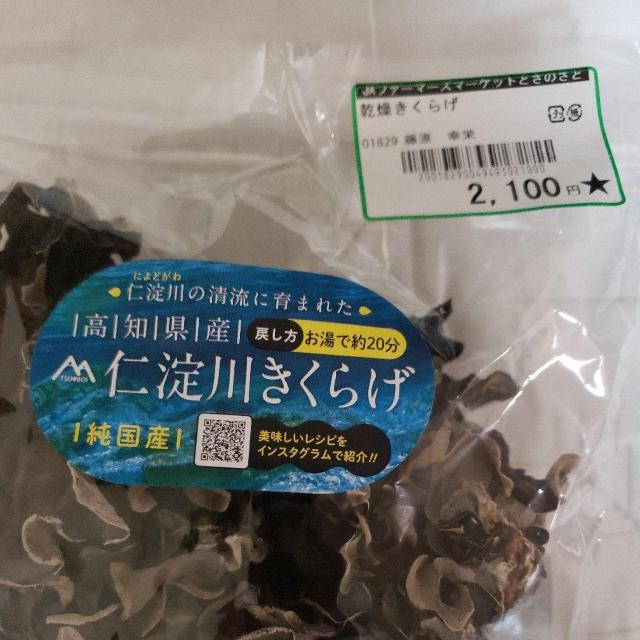 JAファーマーズマーケットとさのさと
乾燥きくらげ
01829 藤原 幸栄
2,100円★
によどがわ
仁淀川の清流に育まれた
高知県産
戻し方 お湯で約20分
仁淀川きくらげ
純国産
美味しいレシピを
インスタグラムで紹介!!